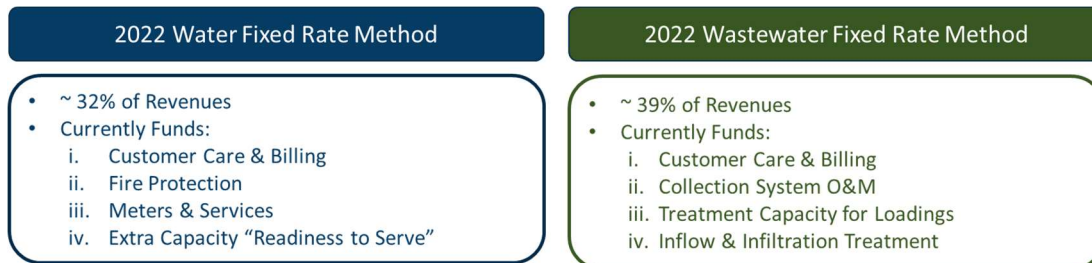 2022 Water Fixed Rate Method
• ~ 32% of Revenues
• Currently Funds:
i. Customer Care & Billing
ii. Fire Protection
iii. Meters & Services
iv. Extra Capacity “Readiness to Serve”
2022 Wastewater Fixed Rate Method
• ~ 39% of Revenues
• Currently Funds:
i. Customer Care & Billing
ii. Collection System O&M
iii. Treatment Capacity for Loadings
iv. Inflow & Infiltration Treatment